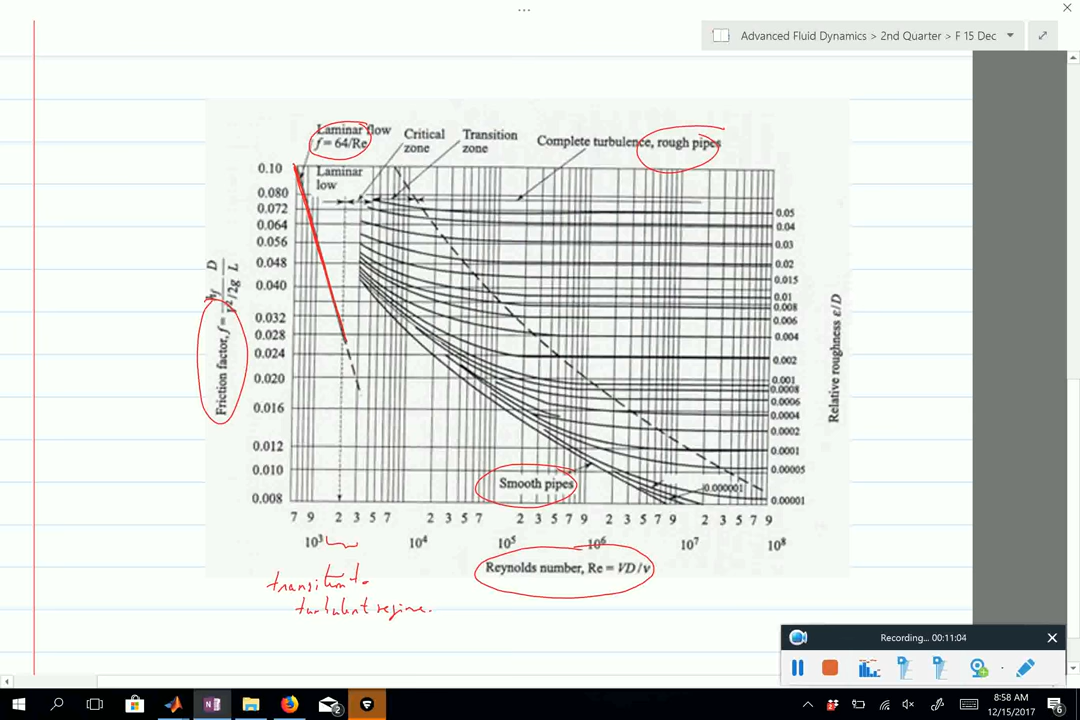 Advanced Fluid Dynamics > 2nd Quarter > F 15 Dec
Laminar flow
f = 64/Re
Critical
zone
Transition
zone
Complete turbulence, rough pipes
Laminar
low
0.10
0.080
0.072
0.064
0.056
0.048
0.040
0.032
0.028
0.024
0.020
0.016
0.012
0.010
0.008
Friction factor, f =
D
L
0.05
0.04
0.03
0.02
0.015
0.01
0.008
0.006
0.004
0.002
0.001
0.0008
0.0006
0.0004
0.0002
0.0001
0.00005
0.00001
Relative roughness ε/D
Smooth pipes
0.000001
7 9 2 3 5 7 2 3 5 7 2 3 5 7 9 2 3 5 7 9 2 3 5 7 9
10³ 10⁴ 10⁵ 10⁶ 10⁷ 10⁸
Reynolds number, Re = VD/ν
turbulent regime.
Recording... 00:11:04
2
8:58 AM
12/15/2017
6